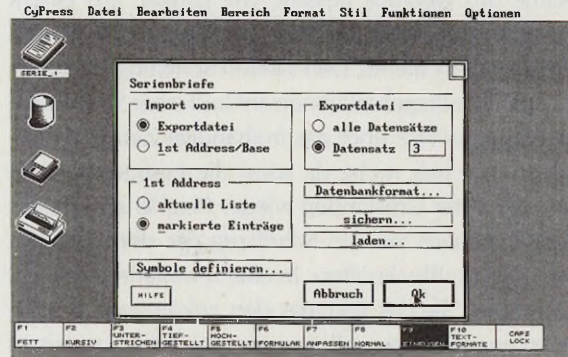 CyPress Datei Bearbeiten Bereich Format Stil Funktionen Optionen
SERIE_1
Serienbriefe
Import von
Exportdatei
1st Address/Base
Exportdatei
alle Datensätze
Datensatz 3
1st Address
aktuelle Liste
markierte Einträge
Datenbankformat...
sichern...
laden...
Symbole definieren...
HILFE
Abbruch
Ok
F1 FETT
F2 KURSIV
F3 UNTER-STRICHEN
F4 TIEF-GESTELLT
F5 HOCH-GESTELLT
F6 FORMULAR
F7 ANPASSEN
F8 NORMAL
F9
F10 TEXT-FORMATE
CAPS LOCK